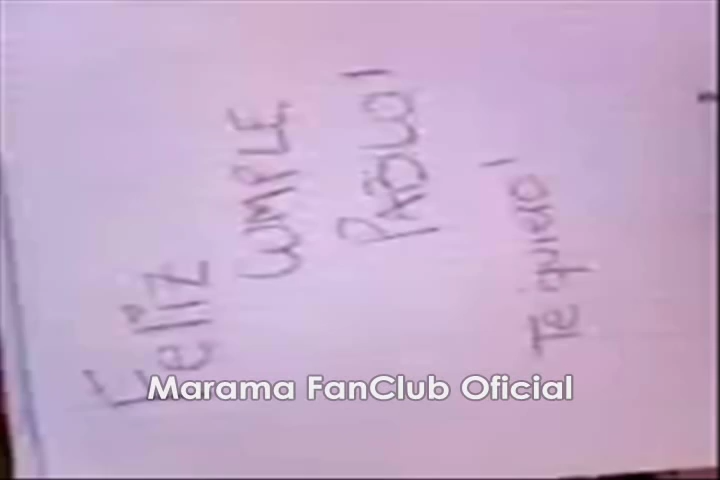 Feliz
CUMPLE
PABLO!
Te quiero!
Marama FanClub Oficial